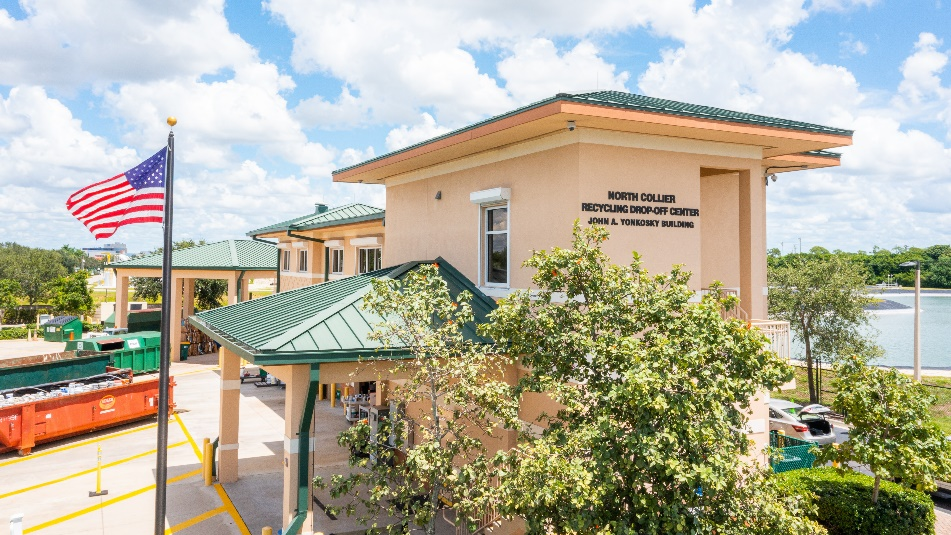 NORTH COLLIER
RECYCLING DROP-OFF CENTER
JOHN A. YONKOSKY BUILDING